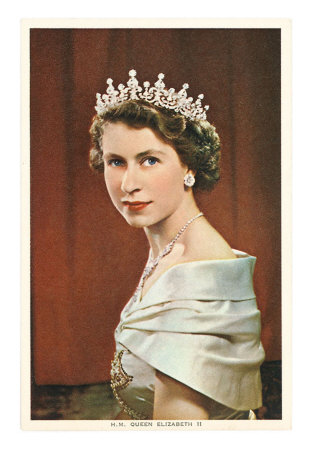 H.M. QUEEN ELIZABETH II